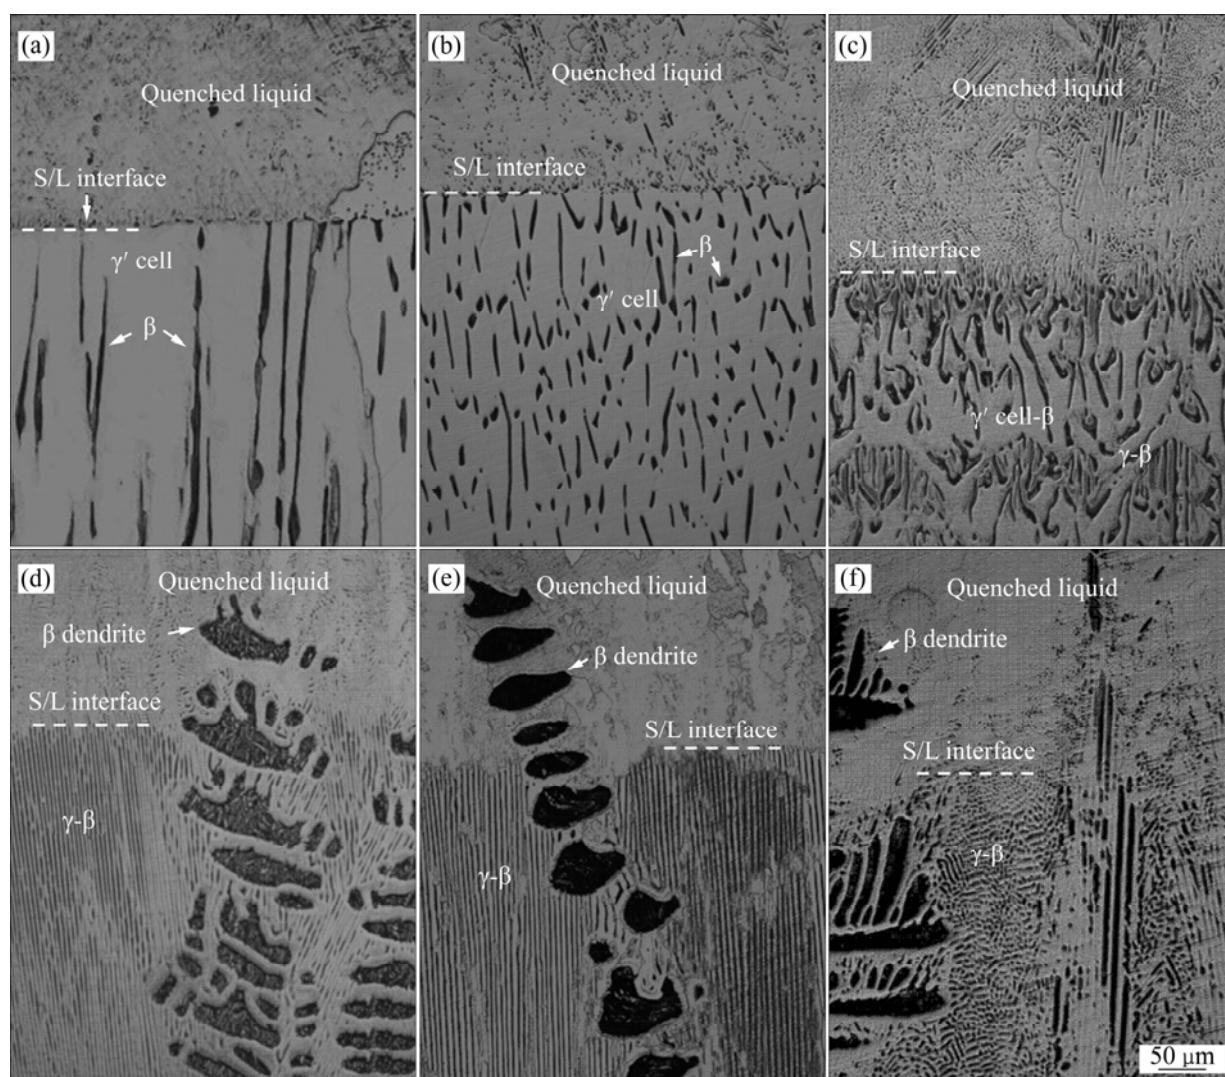 (a)
Quenched liquid
S/L interface
γ′ cell
β
(b)
Quenched liquid
S/L interface
β
γ′ cell
(c)
Quenched liquid
S/L interface
γ′ cell-β
γ-β
(d)
Quenched liquid
β dendrite
S/L interface
γ-β
(e)
Quenched liquid
β dendrite
S/L interface
γ-β
(f)
Quenched liquid
β dendrite
S/L interface
γ-β
50 μm